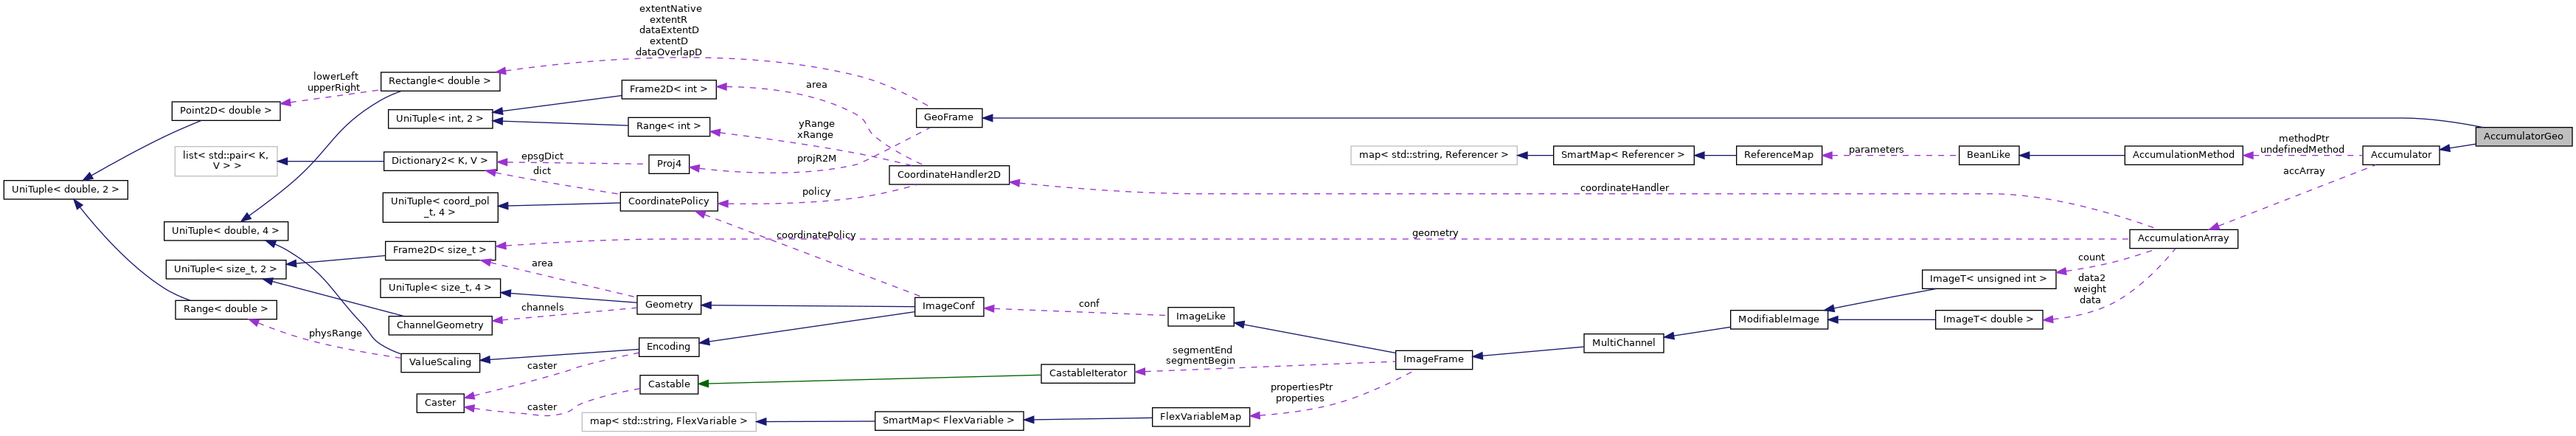 extentNative
extentR
dataExtentD
extentD
dataOverlapD
lowerLeft
upperRight
Rectangle< double >
Frame2D< int >
area
Point2D< double >
UniTuple< int, 2 >
Range< int >
yRange
xRange
GeoFrame
AccumulatorGeo
list< std::pair< K,
V > >
Dictionary2< K, V >
epsgDict
dict
Proj4
projR2M
CoordinateHandler2D
map< std::string, Referencer >
SmartMap< Referencer >
ReferenceMap
parameters
BeanLike
AccumulationMethod
methodPtr
undefinedMethod
Accumulator
UniTuple< double, 2 >
UniTuple< coord_pol
_t, 4 >
CoordinatePolicy
policy
coordinateHandler
accArray
UniTuple< double, 4 >
Frame2D< size_t >
coordinatePolicy
geometry
AccumulationArray
UniTuple< size_t, 2 >
area
count
UniTuple< size_t, 4 >
ImageT< unsigned int >
data2
weight
data
Range< double >
channels
Geometry
ImageConf
conf
ImageLike
ChannelGeometry
physRange
ModifiableImage
ImageT< double >
ValueScaling
Encoding
MultiChannel
caster
segmentEnd
segmentBegin
ImageFrame
Castable
CastableIterator
Caster
caster
propertiesPtr
properties
map< std::string, FlexVariable >
SmartMap< FlexVariable >
FlexVariableMap